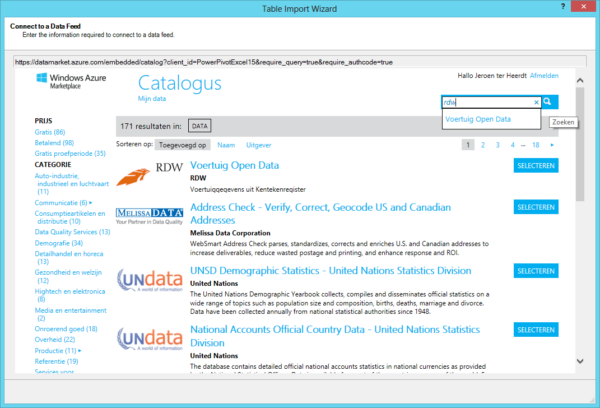 Table Import Wizard
? ×
Connect to a Data Feed
Enter the information required to connect to a data feed.
https://datamarket.azure.com/embedded/catalog?client_id=PowerPivotExcel15&require_query=true&require_authcode=true
Windows Azure
Marketplace
Catalogus
Mijn data
Hallo Jeroen ter Heerdt. Afmelden
rdw ×
Voertuig Open Data
Zoeken
PRIJS
Gratis (86)
Betalend (98)
Gratis proefperiode (35)
CATEGORIE
Auto-industrie,
industrieel en luchtvaart
(11)
Communicatie (6)
Consumptieartikelen en
distributie (10)
Data Quality Services (13)
Demografie (34)
Detailhandel en horeca
(13)
Gezondheid en welzijn
(12)
Hightech en elektronica
(8)
Media en entertainment
(2)
Onroerend goed (18)
Overheid (22)
Productie (11)
Referentie (19)
Services voor
171 resultaten in: DATA
Sorteren op: Toegevoegd op Naam Uitgever
1 2 3 4 ... 18
RDW
Voertuig Open Data
RDW
Voertuiggegevens uit Kentekenregister
SELECTEREN
MELISSA DATA
Your Partner in Data Quality
Address Check - Verify, Correct, Geocode US and Canadian
Addresses
Melissa Data Corporation
WebSmart Address Check parses, standardizes, corrects and enriches U.S. and Canadian addresses to
increase deliverables, reduce wasted postage and printing, and enhance response and ROI.
SELECTEREN
UNdata
A world of information
UNSD Demographic Statistics - United Nations Statistics Division
United Nations
The United Nations Demographic Yearbook collects, compiles and disseminates official statistics on a
wide range of topics such as population size and composition, births, deaths, marriage and divorce.
Data have been collected annually from national statistical authorities since 1948.
SELECTEREN
UNdata
A world of information
National Accounts Official Country Data - United Nations Statistics
Division
United Nations
The database contains detailed official national accounts statistics in national currencies as provided
SELECTEREN